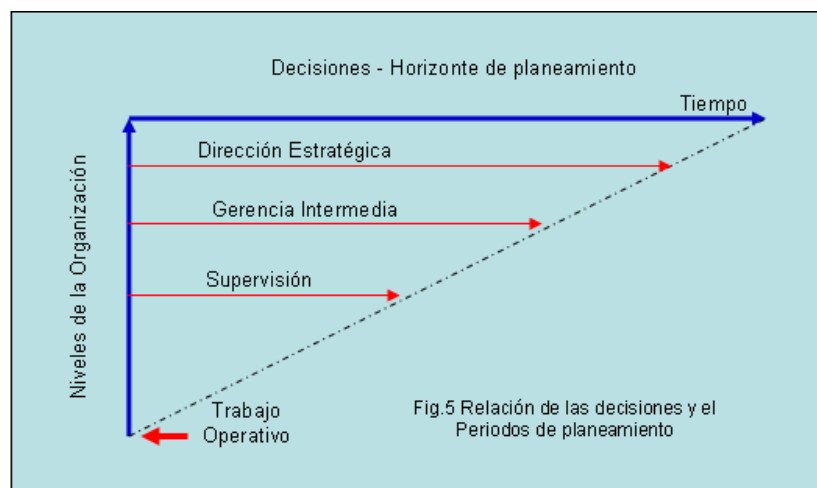 Decisiones - Horizonte de planeamiento
Tiempo
Dirección Estratégica
Gerencia Intermedia
Supervisión
Niveles de la Organización
Trabajo
Operativo
Fig.5 Relación de las decisiones y el
Periodos de planeamiento